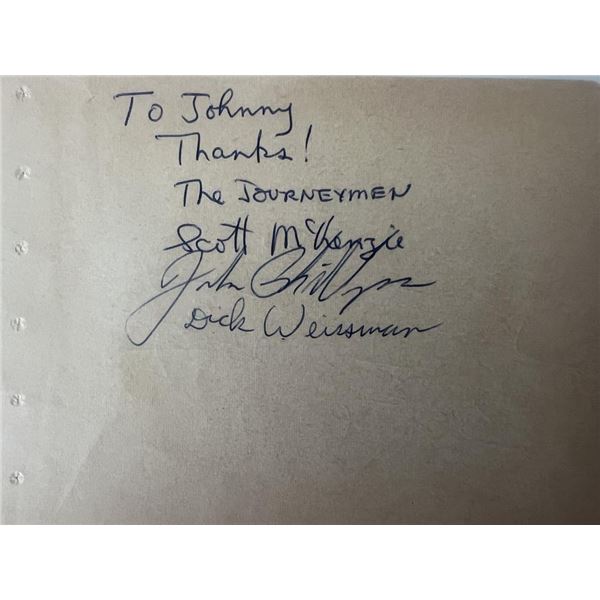 To Johnny
Thanks!
The JOURNEYMEN
Scott McKenzie
John Phillips
Dick Weissman